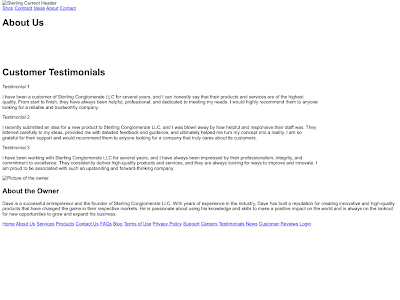 Sterling Current Header
Shop Contact Ideas About Contact
About Us
Customer Testimonials
Testimonial 1
I have been a customer of Sterling Conglomerate LLC for several years, and I can honestly say that their products and services are of the highest
quality. From start to finish, they have always been helpful, professional, and dedicated to meeting my needs. I would highly recommend them to anyone
looking for a reliable and trustworthy company.
Testimonial 2
I recently submitted an idea for a new product to Sterling Conglomerate LLC, and I was blown away by how helpful and responsive their staff was. They
listened carefully to my ideas, provided me with detailed feedback and guidance, and ultimately helped me turn my concept into a reality. I am so
grateful for their support and would recommend them to anyone looking for a company that truly cares about its customers.
Testimonial 3
I have been working with Sterling Conglomerate LLC for several years, and I have always been impressed by their professionalism, integrity, and
commitment to excellence. They consistently deliver high-quality products and services, and they are always looking for ways to improve and innovate. I
am proud to be associated with such an upstanding and forward-thinking company.
Picture of the owner
About the Owner
Dave is a successful entrepreneur and the founder of Sterling Conglomerate LLC. With years of experience in the industry, Dave has built a reputation for creating innovative and high-quality
products that have changed the game in their respective markets. He is passionate about using his knowledge and skills to make a positive impact on the world and is always on the lookout
for new opportunities to grow and expand his business.
Home About Us Services Products Contact Us FAQs Blog Terms of Use Privacy Policy Support Careers Testimonials News Customer Reviews Login